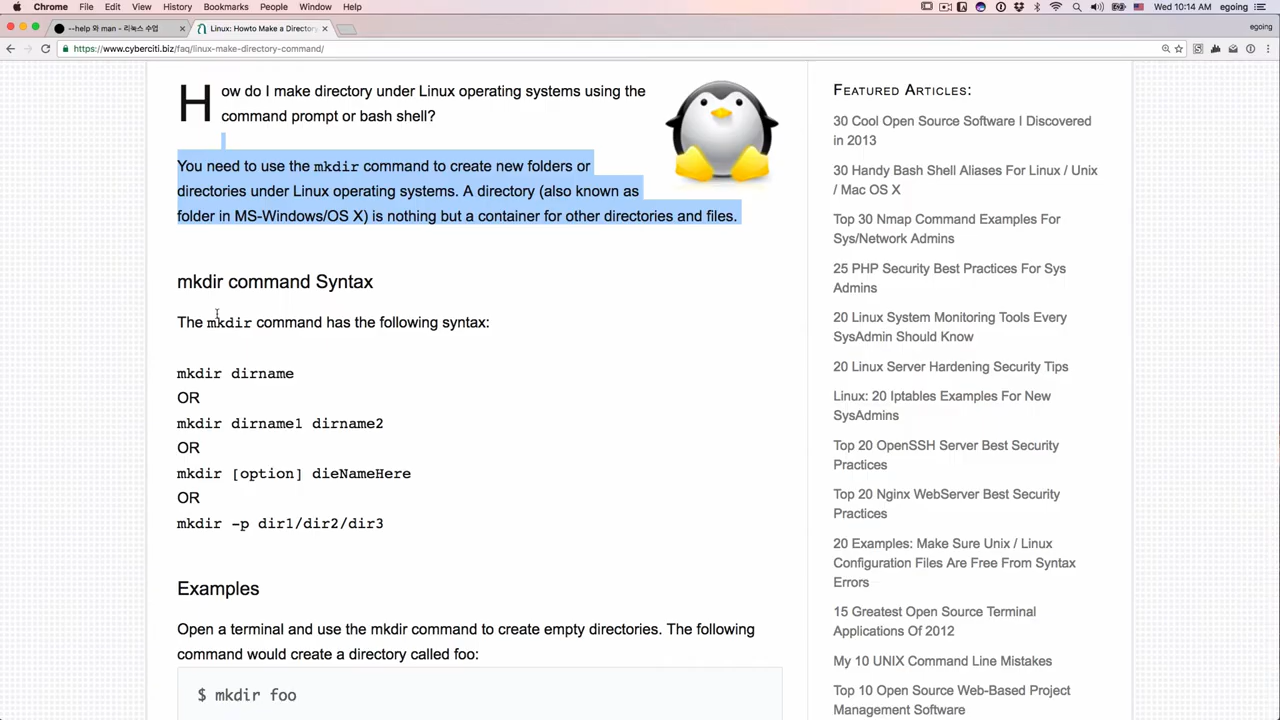 Chrome File Edit View History Bookmarks People Window Help
Wed 10:14 AM egoing
--help 와 man - 리눅스 수업
Linux: Howto Make a Directory
egoing
https://www.cyberciti.biz/faq/linux-make-directory-command/
How do I make directory under Linux operating systems using the
command prompt or bash shell?
You need to use the mkdir command to create new folders or
directories under Linux operating systems. A directory (also known as
folder in MS-Windows/OS X) is nothing but a container for other directories and files.
mkdir command Syntax
The mkdir command has the following syntax:
mkdir dirname
OR
mkdir dirname1 dirname2
OR
mkdir [option] dieNameHere
OR
mkdir -p dir1/dir2/dir3
Examples
Open a terminal and use the mkdir command to create empty directories. The following
command would create a directory called foo:
$ mkdir foo
Featured Articles:
30 Cool Open Source Software I Discovered
in 2013
30 Handy Bash Shell Aliases For Linux / Unix
/ Mac OS X
Top 30 Nmap Command Examples For
Sys/Network Admins
25 PHP Security Best Practices For Sys
Admins
20 Linux System Monitoring Tools Every
SysAdmin Should Know
20 Linux Server Hardening Security Tips
Linux: 20 Iptables Examples For New
SysAdmins
Top 20 OpenSSH Server Best Security
Practices
Top 20 Nginx WebServer Best Security
Practices
20 Examples: Make Sure Unix / Linux
Configuration Files Are Free From Syntax
Errors
15 Greatest Open Source Terminal
Applications Of 2012
My 10 UNIX Command Line Mistakes
Top 10 Open Source Web-Based Project
Management Software